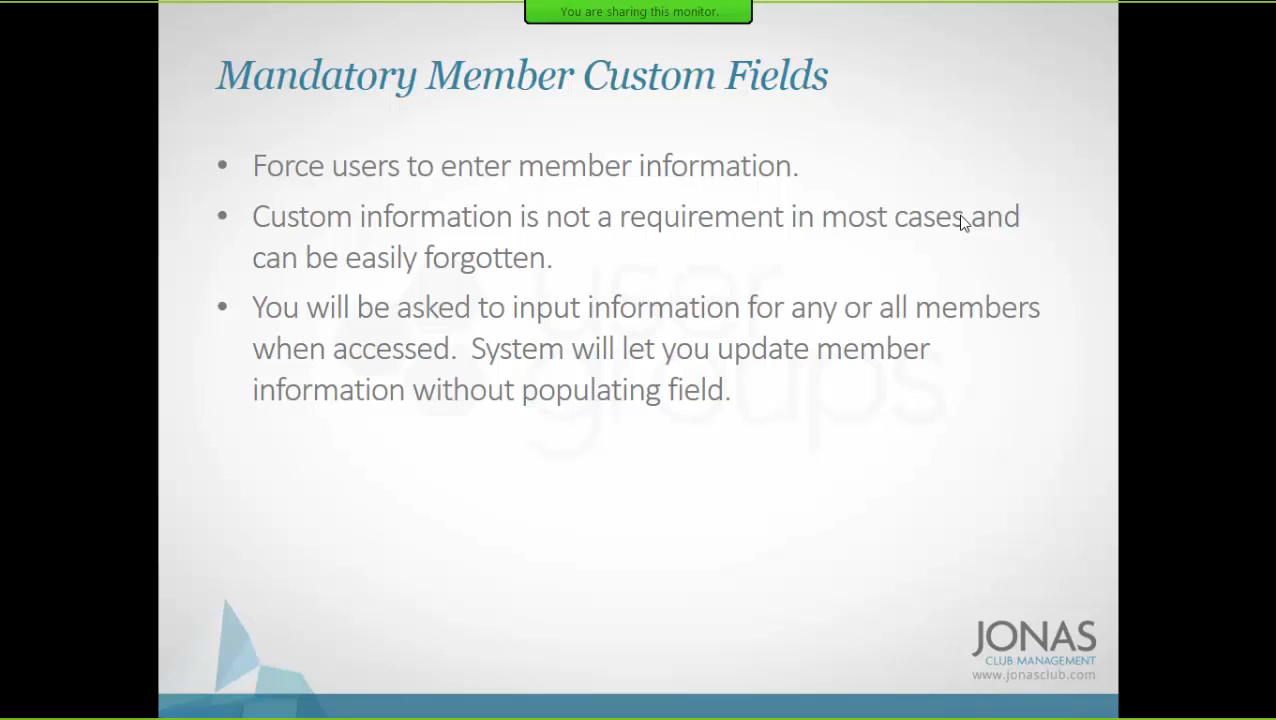 You are sharing this monitor.
Mandatory Member Custom Fields
• Force users to enter member information.
• Custom information is not a requirement in most cases and
can be easily forgotten.
• You will be asked to input information for any or all members
when accessed.  System will let you update member
information without populating field.
user
groups
JONAS
CLUB MANAGEMENT
www.jonasclub.com